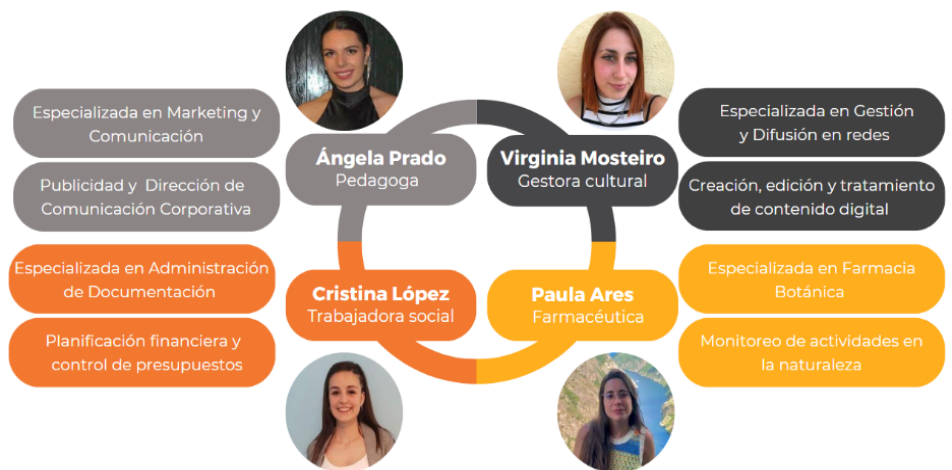 Especializada en Marketing y
Comunicación
Publicidad y Dirección de
Comunicación Corporativa
Ángela Prado
Pedagoga
Virginia Mosteiro
Gestora cultural
Especializada en Gestión
y Difusión en redes
Creación, edición y tratamiento
de contenido digital
Especializada en Administración
de Documentación
Planificación financiera y
control de presupuestos
Cristina López
Trabajadora social
Paula Ares
Farmacéutica
Especializada en Farmacia
Botánica
Monitoreo de actividades en
la naturaleza